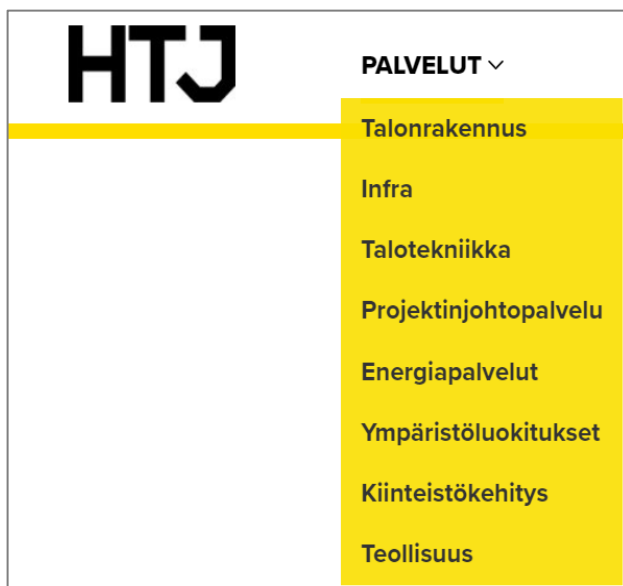 HTJ
PALVELUT
Talonrakennus
Infra
Talotekniikka
Projektinjohtopalvelu
Energiapalvelut
Ympäristöluokitukset
Kiinteistökehitys
Teollisuus